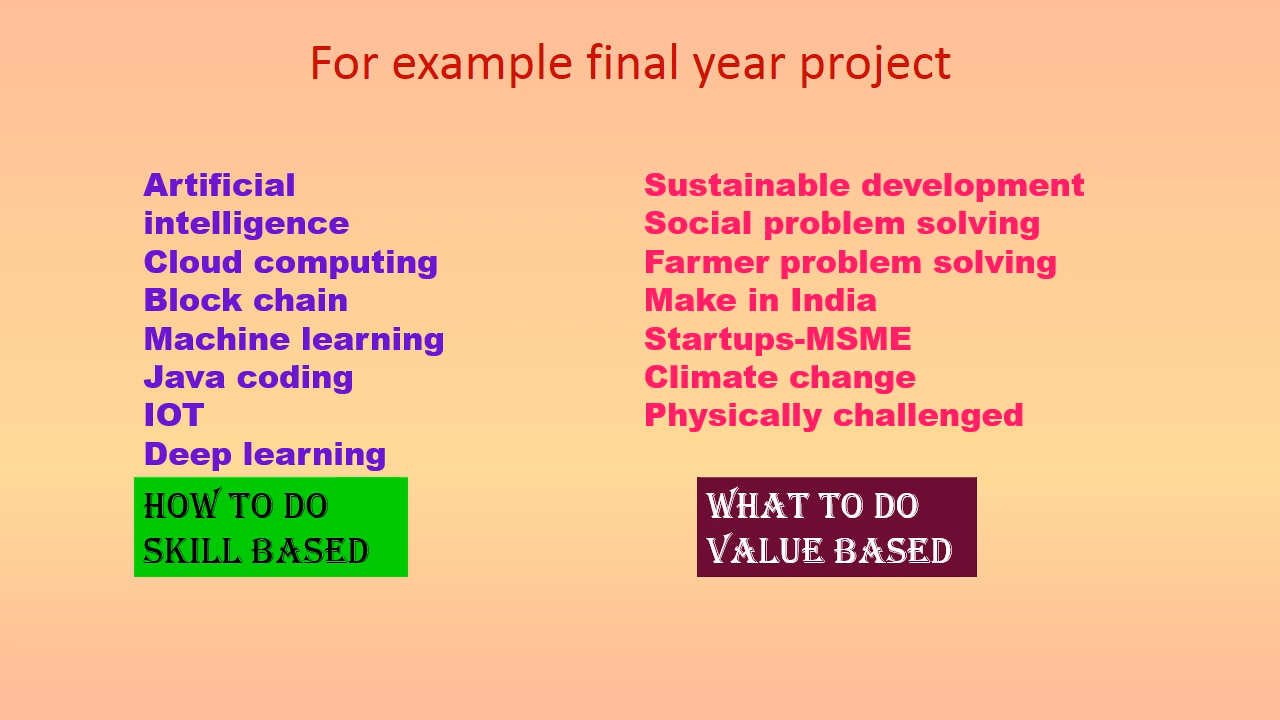 For example final year project
Artificial
intelligence
Cloud computing
Block chain
Machine learning
Java coding
IOT
Deep learning
HOW TO DO
SKILL BASED
Sustainable development
Social problem solving
Farmer problem solving
Make in India
Startups-MSME
Climate change
Physically challenged
WHAT TO DO
VALUE BASED